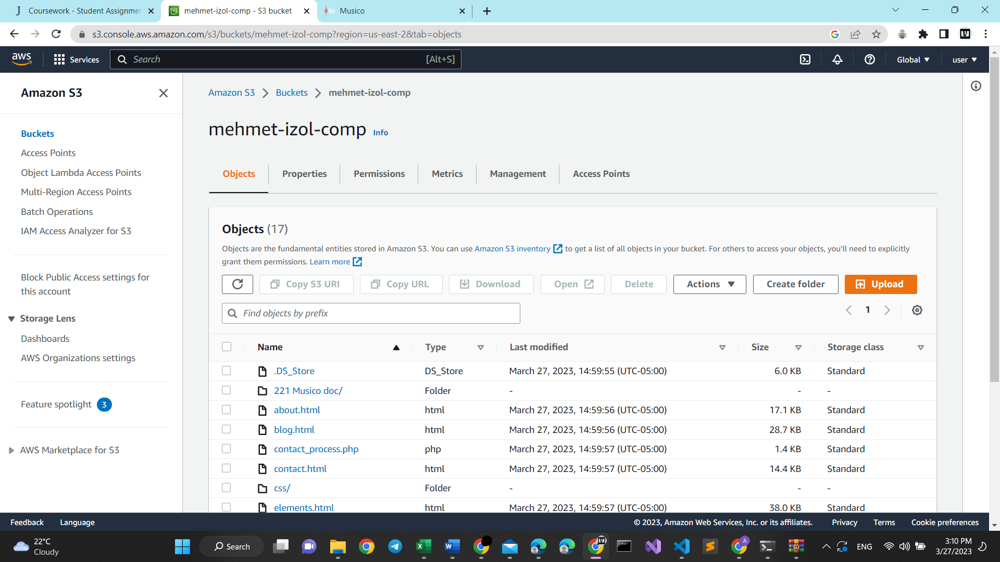 Coursework - Student Assignmen
mehmet-izol-comp - S3 bucket
Musico
s3.console.aws.amazon.com/s3/buckets/mehmet-izol-comp?region=us-east-2&tab=objects
aws
Services
Search
[Alt+S]
Global
user
Amazon S3
Buckets
Access Points
Object Lambda Access Points
Multi-Region Access Points
Batch Operations
IAM Access Analyzer for S3
Block Public Access settings for
this account
Storage Lens
Dashboards
AWS Organizations settings
Feature spotlight 3
AWS Marketplace for S3
Amazon S3 Buckets mehmet-izol-comp
mehmet-izol-comp Info
Objects Properties Permissions Metrics Management Access Points
Objects (17)
Objects are the fundamental entities stored in Amazon S3. You can use Amazon S3 inventory to get a list of all objects in your bucket. For others to access your objects, you’ll need to explicitly
grant them permissions. Learn more
Copy S3 URI Copy URL Download Open Delete Actions Create folder Upload
Find objects by prefix
1
Name Type Last modified Size Storage class
.DS_Store DS_Store March 27, 2023, 14:59:55 (UTC-05:00) 6.0 KB Standard
221 Musico doc/ Folder - - -
about.html html March 27, 2023, 14:59:56 (UTC-05:00) 17.1 KB Standard
blog.html html March 27, 2023, 14:59:56 (UTC-05:00) 28.7 KB Standard
contact_process.php php March 27, 2023, 14:59:57 (UTC-05:00) 1.4 KB Standard
contact.html html March 27, 2023, 14:59:57 (UTC-05:00) 14.4 KB Standard
css/ Folder - - -
elements.html html March 27, 2023, 14:59:57 (UTC-05:00) 38.0 KB Standard
Feedback Language © 2023, Amazon Web Services, Inc. or its affiliates. Privacy Terms Cookie preferences
22°C
Cloudy
Search
ENG
3:10 PM
3/27/2023